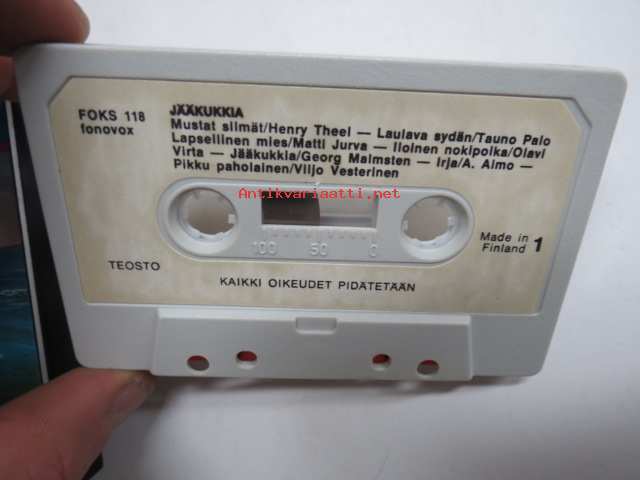 FOKS 118
fonovox
JÄÄKUKKIA
Mustat silmät/Henry Theel — Laulava sydän/Tauno Palo
Lapsellinen mies/Matti Jurva — Iloinen nokipolka/Olavi
Virta — Jääkukkia/Georg Malmsten — Irja/A. Aimo —
Pikku paholainen/Viljo Vesterinen
Antikvariaatti.net
100 50 0
Made in
Finland 1
TEOSTO
KAIKKI OIKEUDET PIDÄTETÄÄN